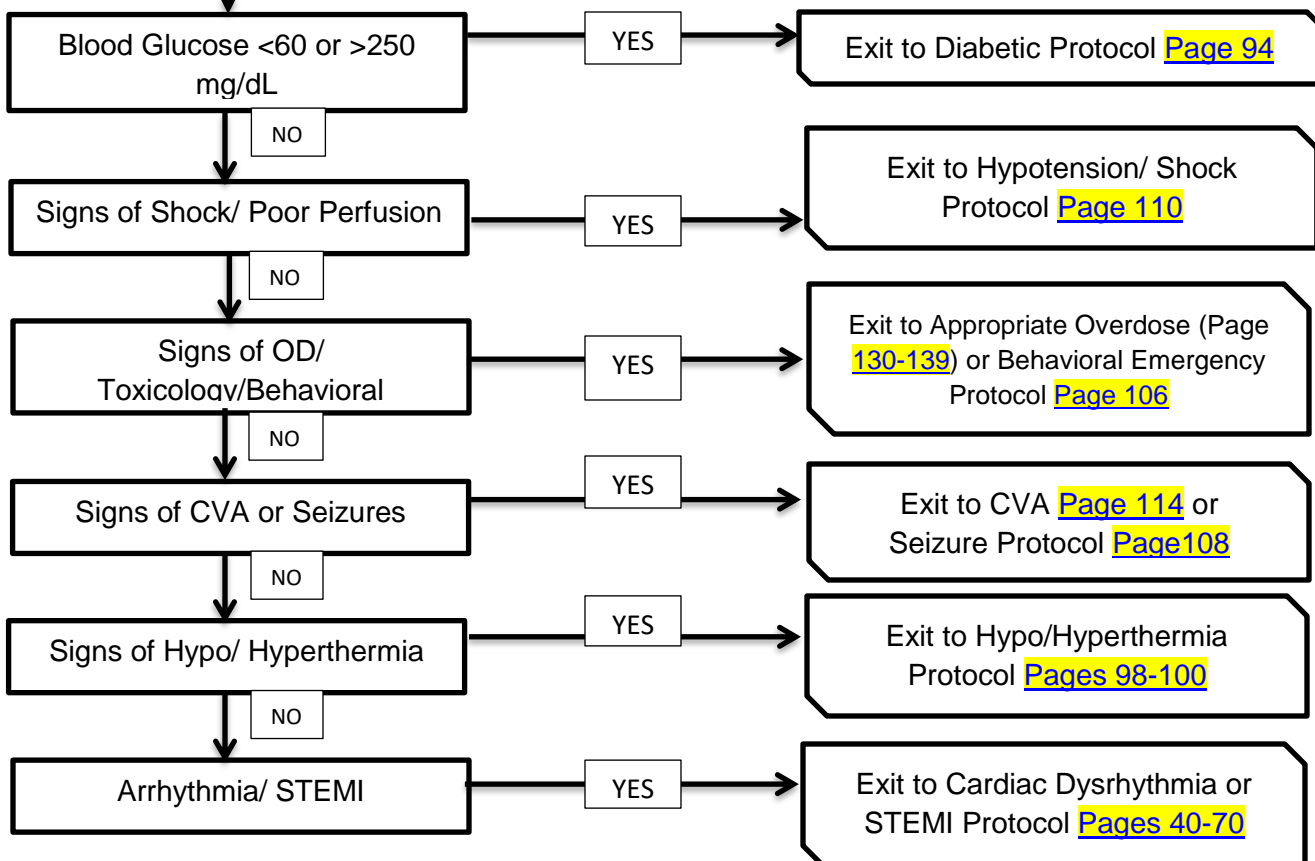 Blood Glucose <60 or >250
mg/dL
YES
Exit to Diabetic Protocol Page 94
NO
Signs of Shock/ Poor Perfusion
YES
Exit to Hypotension/ Shock
Protocol Page 110
NO
Signs of OD/
Toxicology/Behavioral
YES
Exit to Appropriate Overdose (Page
130-139) or Behavioral Emergency
Protocol Page 106
NO
Signs of CVA or Seizures
YES
Exit to CVA Page 114 or
Seizure Protocol Page108
NO
Signs of Hypo/ Hyperthermia
YES
Exit to Hypo/Hyperthermia
Protocol Pages 98-100
NO
Arrhythmia/ STEMI
YES
Exit to Cardiac Dysrhythmia or
STEMI Protocol Pages 40-70